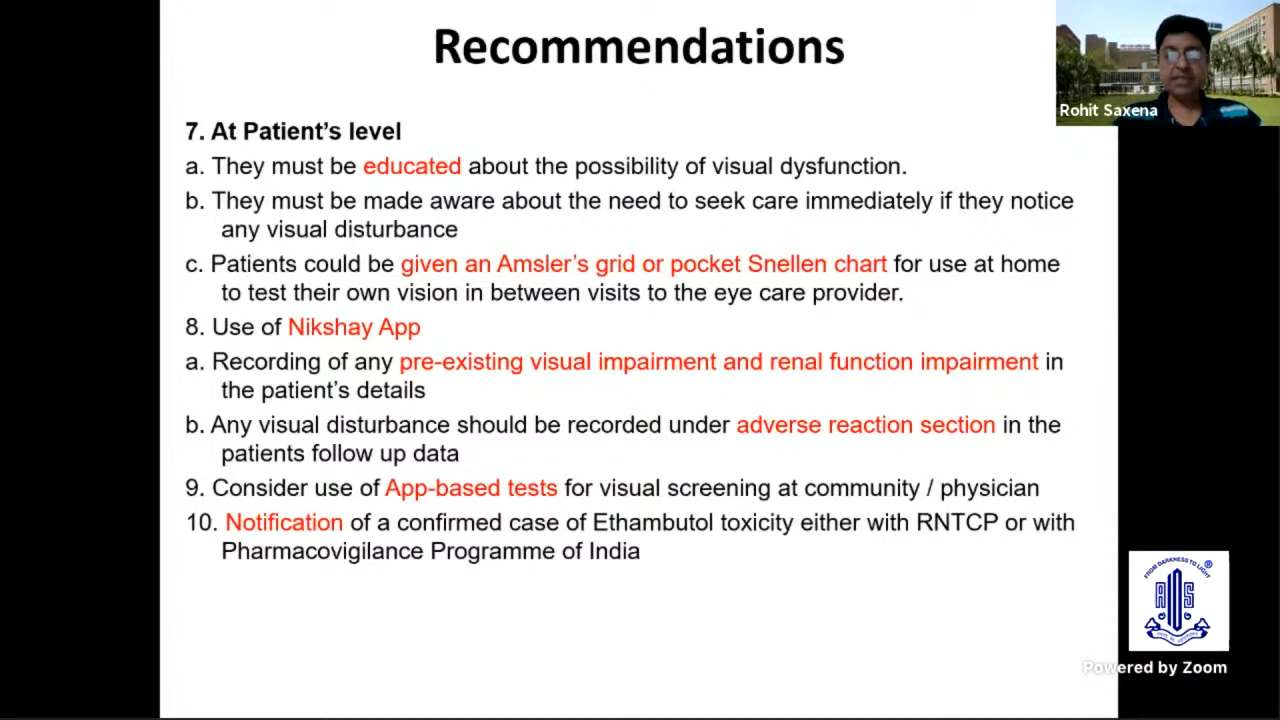 Recommendations
Rohit Saxena
7. At Patient's level
a. They must be educated about the possibility of visual dysfunction.
b. They must be made aware about the need to seek care immediately if they notice
any visual disturbance
c. Patients could be given an Amsler's grid or pocket Snellen chart for use at home
to test their own vision in between visits to the eye care provider.
8. Use of Nikshay App
a. Recording of any pre-existing visual impairment and renal function impairment in
the patient's details
b. Any visual disturbance should be recorded under adverse reaction section in the
patients follow up data
9. Consider use of App-based tests for visual screening at community / physician
10. Notification of a confirmed case of Ethambutol toxicity either with RNTCP or with
Pharmacovigilance Programme of India
FROM DARKNESS TO LIGHT
®
AIOS
Powered by Zoom